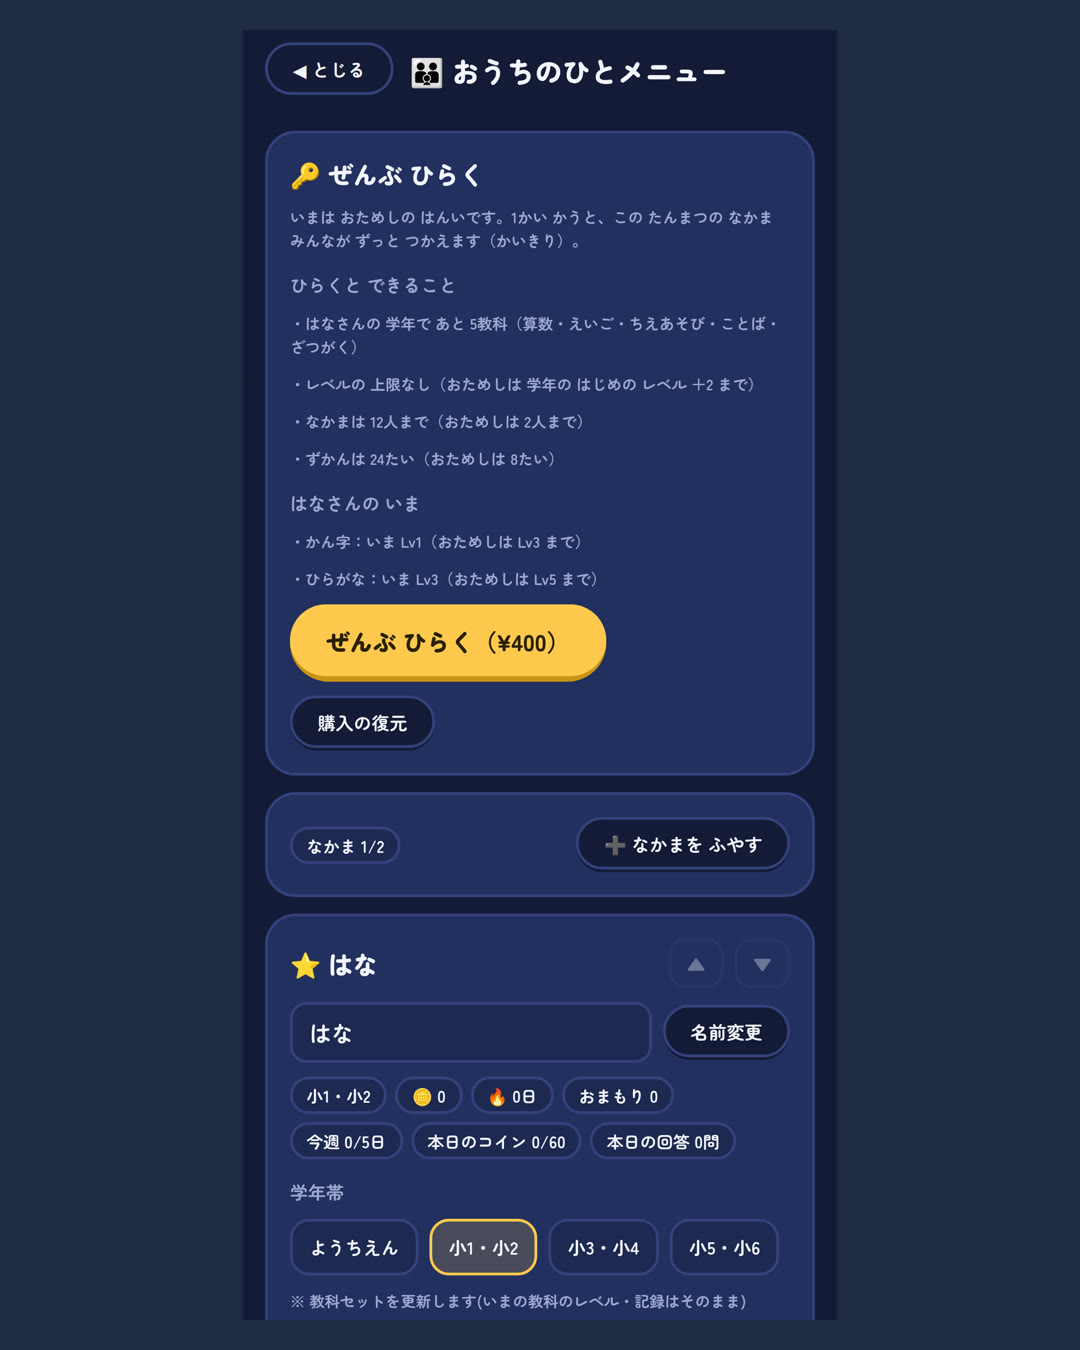 ◀ とじる
👪 おうちのひとメニュー
🔑 ぜんぶ ひらく
いまは おためしの はんいです。1かい かうと、この たんまつの なかま
みんなが ずっと つかえます（かいきり）。
ひらくと できること
・はなさんの 学年で あと 5教科（算数・えいご・ちえあそび・ことば・
ざつがく）
・レベルの 上限なし（おためしは 学年の はじめの レベル ＋2 まで）
・なかまは 12人まで（おためしは 2人まで）
・ずかんは 24たい（おためしは 8たい）
はなさんの いま
・かん字：いま Lv1（おためしは Lv3 まで）
・ひらがな：いま Lv3（おためしは Lv5 まで）
ぜんぶ ひらく（¥400）
購入の復元
なかま 1/2
➕ なかまを ふやす
⭐ はな
▲ ▼
はな
名前変更
小1・小2 🪙 0 🔥 0日 おまもり 0
今週 0/5日 本日のコイン 0/60 本日の回答 0問
学年帯
ようちえん 小1・小2 小3・小4 小5・小6
※ 教科セットを更新します(いまの教科のレベル・記録はそのまま)